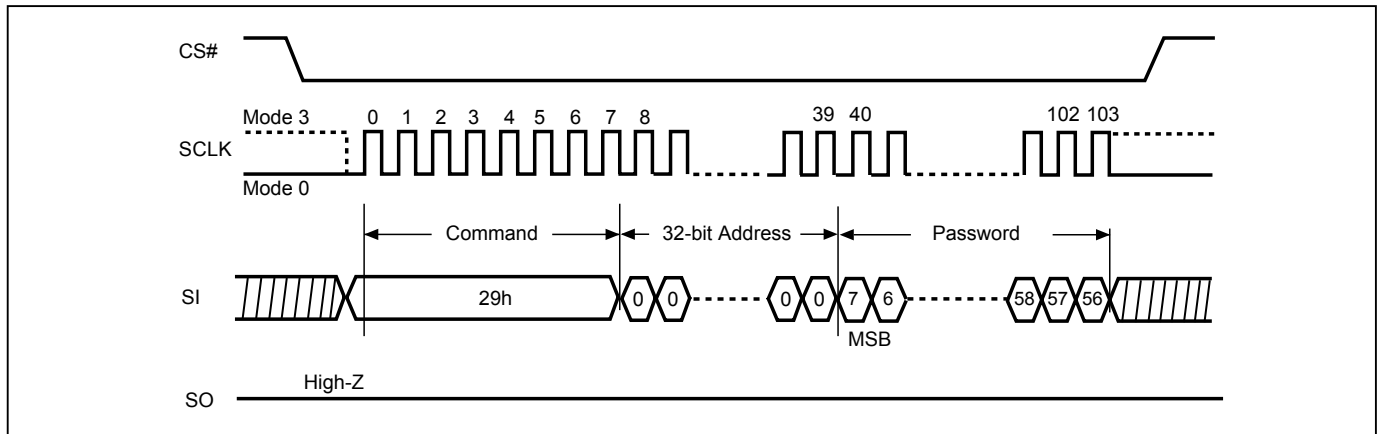 CS#
Mode 3 0 1 2 3 4 5 6 7 8 39 40 102 103
SCLK
Mode 0
Command 32-bit Address Password
SI 29h 0 0 0 0 7 6 58 57 56
MSB
High-Z
SO